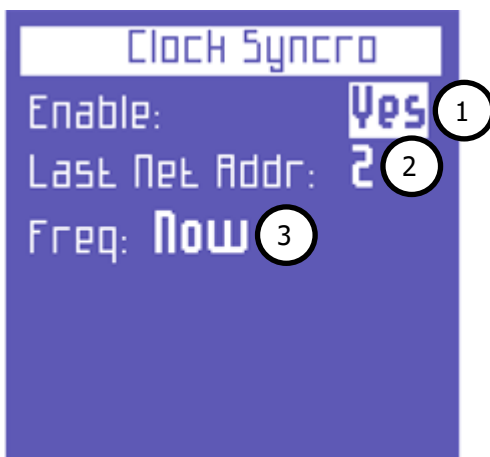 Clock Syncro
Enable: Yes 1
Last Net Addr: 2 2
Freq: Now 3